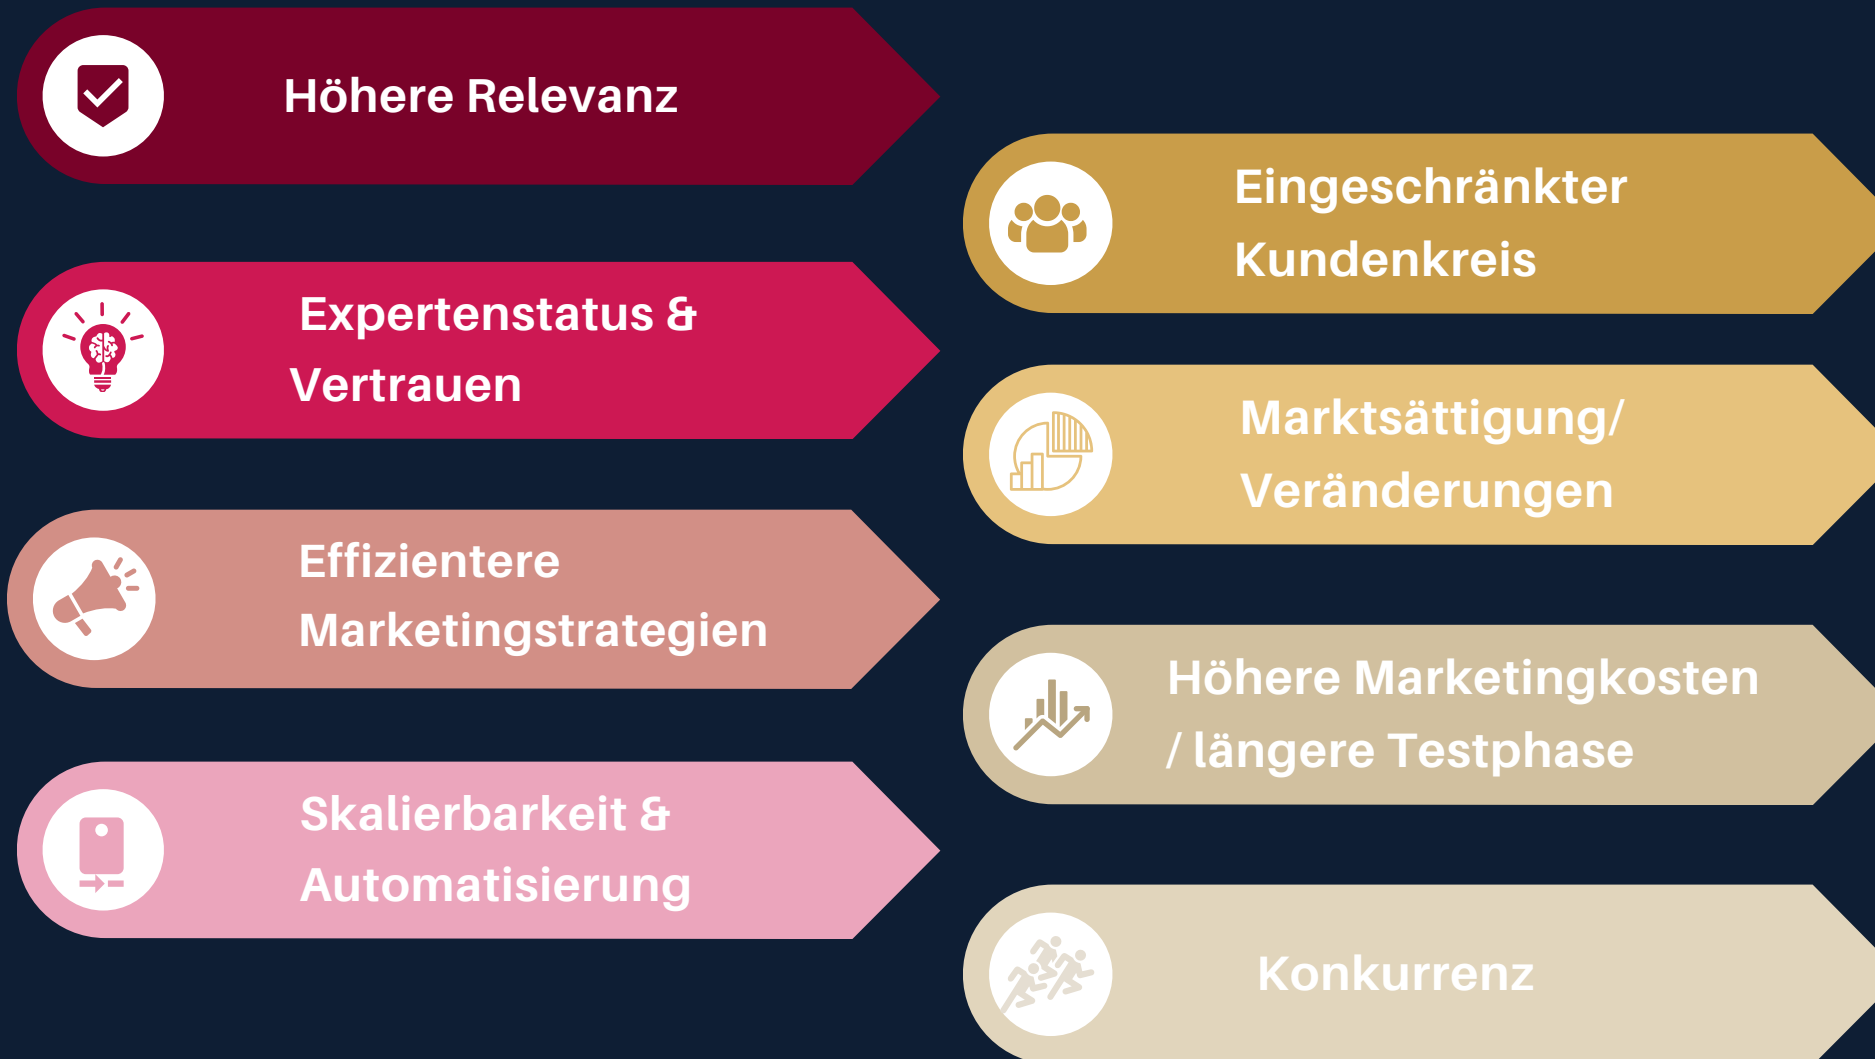 Höhere Relevanz
Expertenstatus &
Vertrauen
Effizientere
Marketingstrategien
Skalierbarkeit &
Automatisierung
Eingeschränkter
Kundenkreis
Marktsättigung/
Veränderungen
Höhere Marketingkosten
/ längere Testphase
Konkurrenz